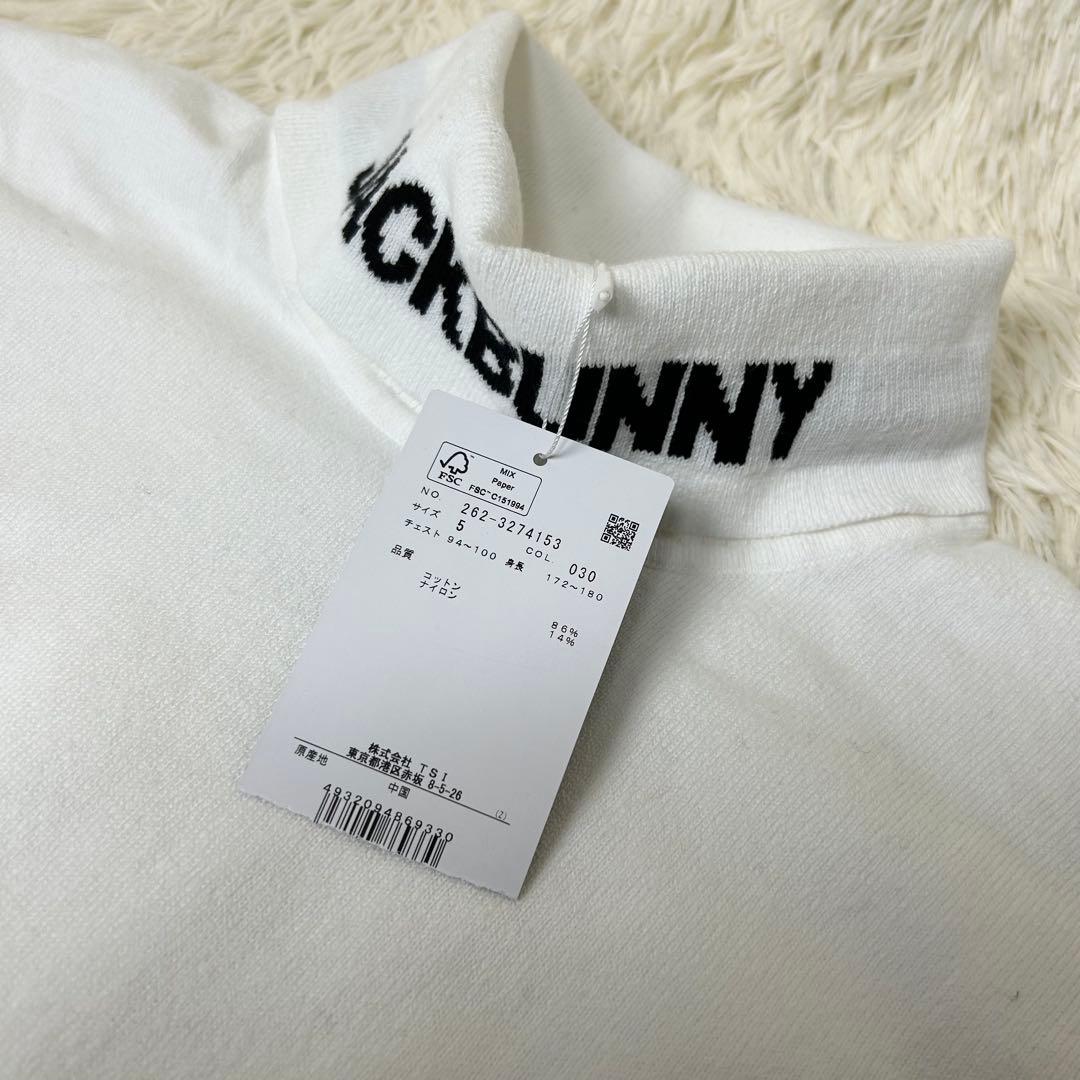 ACKBUNNY
FSC
MIX
Paper
FSC™ C151994
NO. 262-3274153
サイズ 5 COL. 030
チェスト 94～100 身長 172～180
品質
コットン 86%
ナイロン 14%
株式会社 TSI
東京都港区赤坂 8-5-26
原産地 中国
(Z)
4932094869330